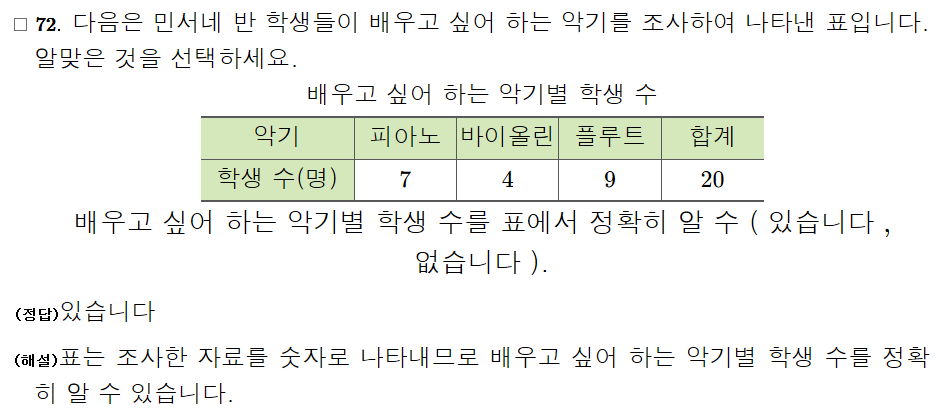 □ 72. 다음은 민서네 반 학생들이 배우고 싶어 하는 악기를 조사하여 나타낸 표입니다.
알맞은 것을 선택하세요.
배우고 싶어 하는 악기별 학생 수
악기 피아노 바이올린 플루트 합계
학생 수(명) 7 4 9 20
배우고 싶어 하는 악기별 학생 수를 표에서 정확히 알 수 ( 있습니다 ,
없습니다 ).
(정답)있습니다
(해설)표는 조사한 자료를 숫자로 나타내므로 배우고 싶어 하는 악기별 학생 수를 정확
히 알 수 있습니다.